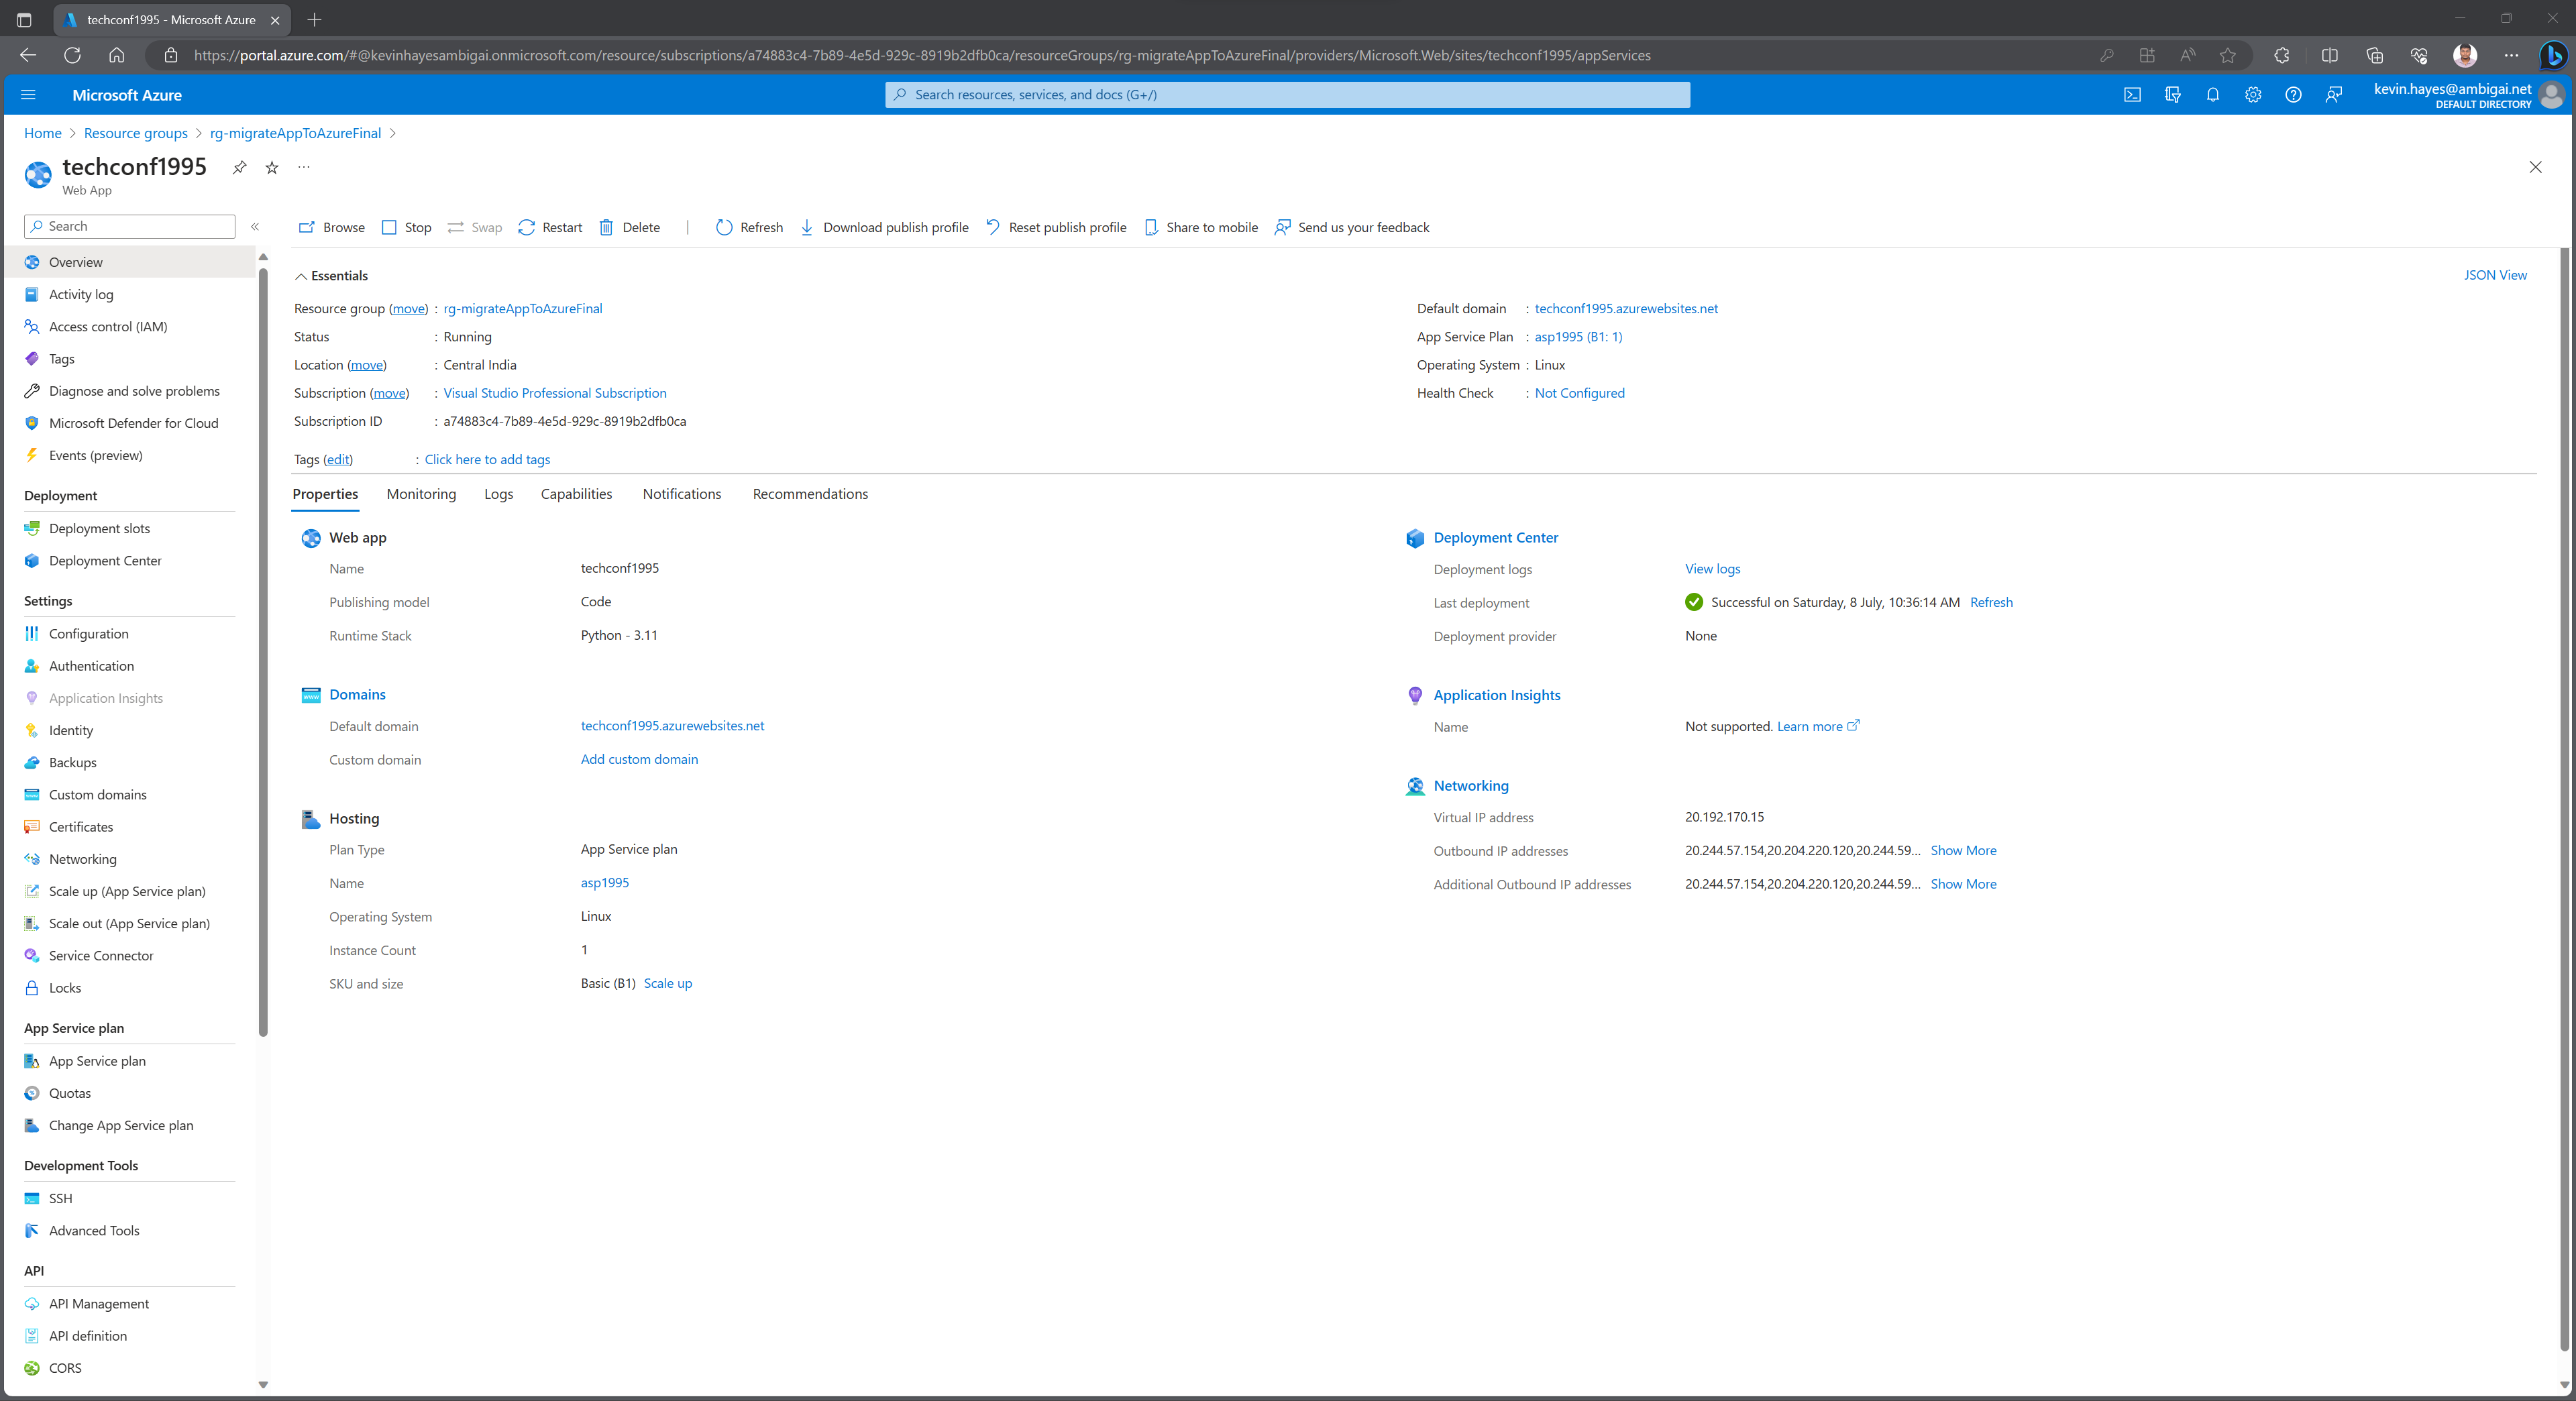 techconf1995 - Microsoft Azure
https://portal.azure.com/#@kevinhayesambigai.onmicrosoft.com/resource/subscriptions/a74883c4-7b89-4e5d-929c-8919b2dfb0ca/resourceGroups/rg-migrateAppToAzureFinal/providers/Microsoft.Web/sites/techconf1995/appServices
Microsoft Azure
Search resources, services, and docs (G+/)
kevin.hayes@ambigai.net
DEFAULT DIRECTORY
Home > Resource groups > rg-migrateAppToAzureFinal >
techconf1995
Web App
Search
Browse Stop Swap Restart Delete | Refresh Download publish profile Reset publish profile Share to mobile Send us your feedback
Overview
Activity log
Access control (IAM)
Tags
Diagnose and solve problems
Microsoft Defender for Cloud
Events (preview)
Deployment
Deployment slots
Deployment Center
Settings
Configuration
Authentication
Application Insights
Identity
Backups
Custom domains
Certificates
Networking
Scale up (App Service plan)
Scale out (App Service plan)
Service Connector
Locks
App Service plan
App Service plan
Quotas
Change App Service plan
Development Tools
SSH
Advanced Tools
API
API Management
API definition
CORS
Essentials
JSON View
Resource group (move) : rg-migrateAppToAzureFinal
Status : Running
Location (move) : Central India
Subscription (move) : Visual Studio Professional Subscription
Subscription ID : a74883c4-7b89-4e5d-929c-8919b2dfb0ca
Default domain : techconf1995.azurewebsites.net
App Service Plan : asp1995 (B1: 1)
Operating System : Linux
Health Check : Not Configured
Tags (edit) : Click here to add tags
Properties Monitoring Logs Capabilities Notifications Recommendations
Web app
Name techconf1995
Publishing model Code
Runtime Stack Python - 3.11
Domains
Default domain techconf1995.azurewebsites.net
Custom domain Add custom domain
Hosting
Plan Type App Service plan
Name asp1995
Operating System Linux
Instance Count 1
SKU and size Basic (B1) Scale up
Deployment Center
Deployment logs View logs
Last deployment Successful on Saturday, 8 July, 10:36:14 AM Refresh
Deployment provider None
Application Insights
Name Not supported. Learn more
Networking
Virtual IP address 20.192.170.15
Outbound IP addresses 20.244.57.154,20.204.220.120,20.244.59... Show More
Additional Outbound IP addresses 20.244.57.154,20.204.220.120,20.244.59... Show More